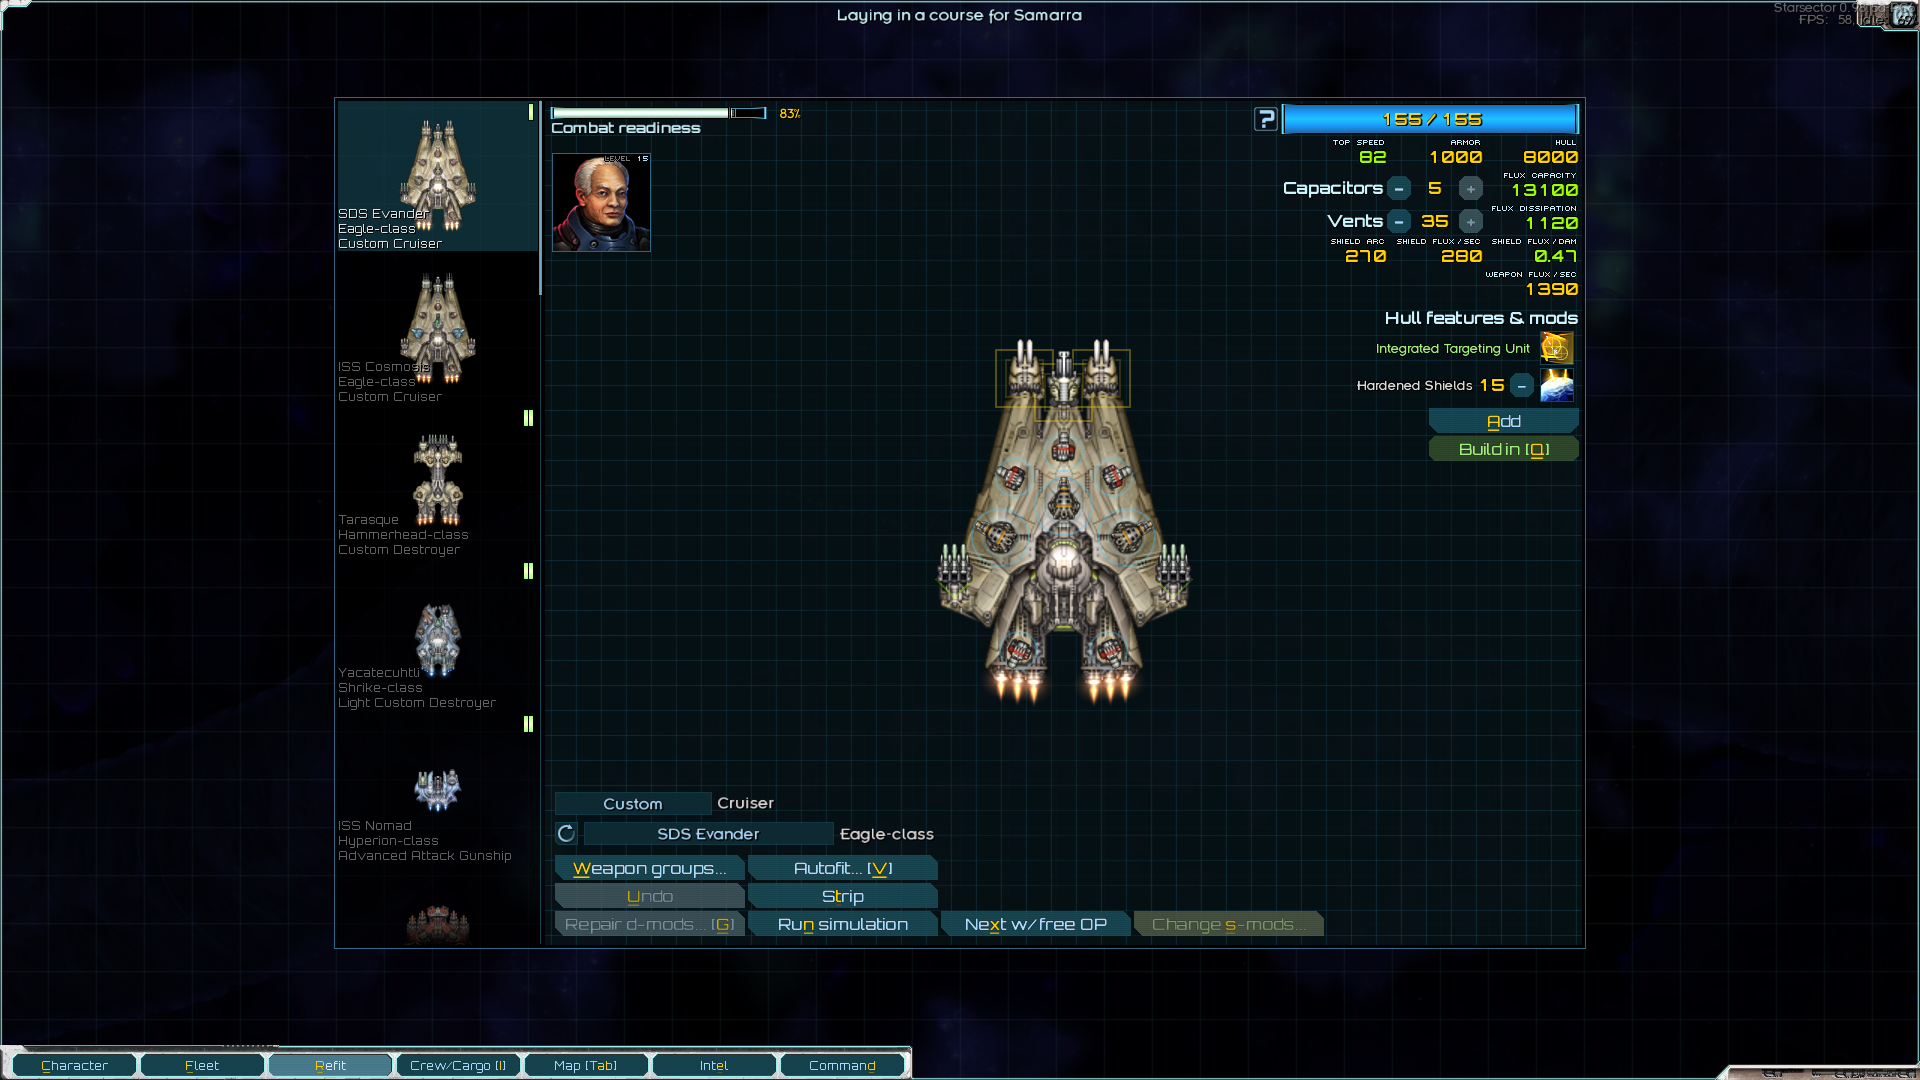 Laying in a course for Samarra
Starsector 0.9
FPS: 58,
SDS Evander
Eagle-class
Custom Cruiser
ISS Cosmos
Eagle-class
Custom Cruiser
Tarasque
Hammerhead-class
Custom Destroyer
Yacatecuhtli
Shrike-class
Light Custom Destroyer
ISS Nomad
Hyperion-class
Advanced Attack Gunship
83%
Combat readiness
LEVEL 15
?
155 / 155
TOP SPEED
ARMOR
HULL
82
1000
8000
FLUX CAPACITY
Capacitors - 5 +
13100
FLUX DISSIPATION
Vents - 35 +
1120
SHIELD ARC
SHIELD FLUX/SEC
SHIELD FLUX/DAM
270
280
0.47
WEAPON FLUX/SEC
1390
Hull features & mods
Integrated Targeting Unit
Hardened Shields 15 -
Add
Build in [Q]
Custom
Cruiser
SDS Evander
Eagle-class
Weapon groups...
Autofit... [V]
Undo
Strip
Repair d-mods... [G]
Run simulation
Next w/free OP
Change s-mods...
Character
Fleet
Refit
Crew/Cargo [I]
Map [Tab]
Intel
Command